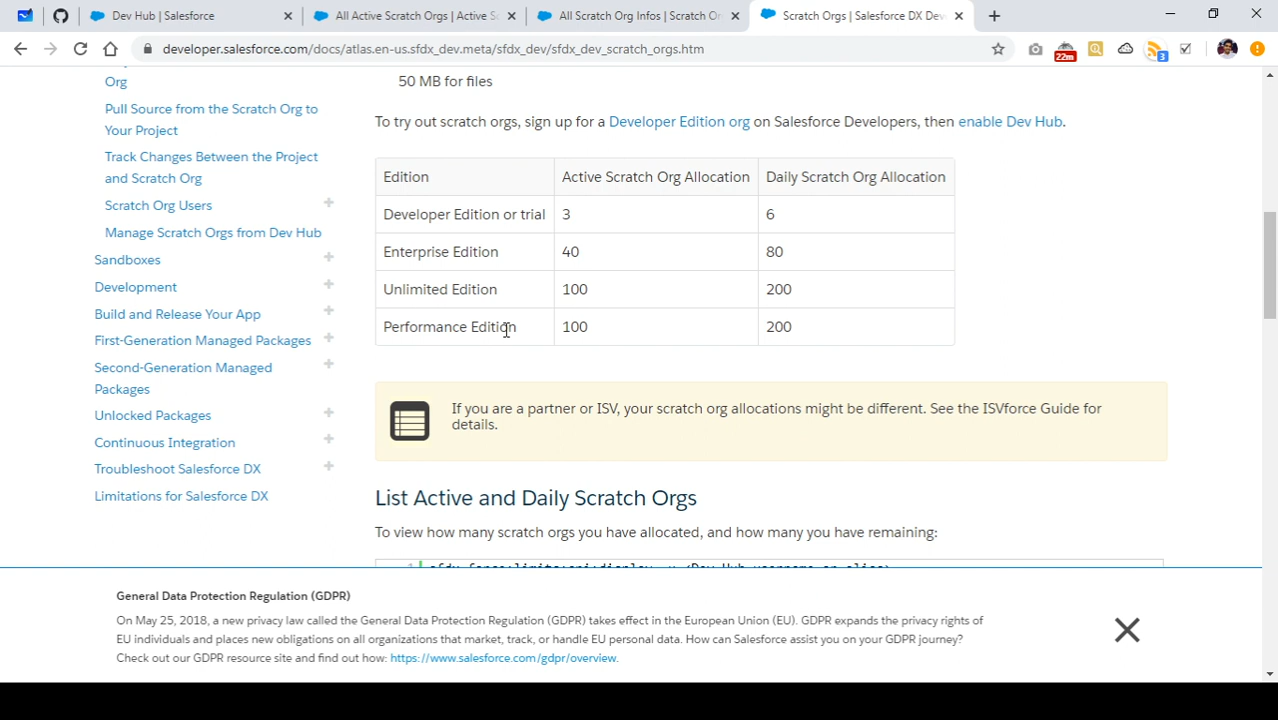 Dev Hub | Salesforce
All Active Scratch Orgs | Active S
All Scratch Org Infos | Scratch O
Scratch Orgs | Salesforce DX Dev
developer.salesforce.com/docs/atlas.en-us.sfdx_dev.meta/sfdx_dev/sfdx_dev_scratch_orgs.htm
22m
3
Org
Pull Source from the Scratch Org to
Your Project
Track Changes Between the Project
and Scratch Org
Scratch Org Users
Manage Scratch Orgs from Dev Hub
Sandboxes
Development
Build and Release Your App
First-Generation Managed Packages
Second-Generation Managed
Packages
Unlocked Packages
Continuous Integration
Troubleshoot Salesforce DX
Limitations for Salesforce DX
50 MB for files
To try out scratch orgs, sign up for a Developer Edition org on Salesforce Developers, then enable Dev Hub.
Edition Active Scratch Org Allocation Daily Scratch Org Allocation
Developer Edition or trial 3 6
Enterprise Edition 40 80
Unlimited Edition 100 200
Performance Edition 100 200
If you are a partner or ISV, your scratch org allocations might be different. See the ISVforce Guide for
details.
List Active and Daily Scratch Orgs
To view how many scratch orgs you have allocated, and how many you have remaining:
General Data Protection Regulation (GDPR)
On May 25, 2018, a new privacy law called the General Data Protection Regulation (GDPR) takes effect in the European Union (EU). GDPR expands the privacy rights of
EU individuals and places new obligations on all organizations that market, track, or handle EU personal data. How can Salesforce assist you on your GDPR journey?
Check out our GDPR resource site and find out how: https://www.salesforce.com/gdpr/overview.